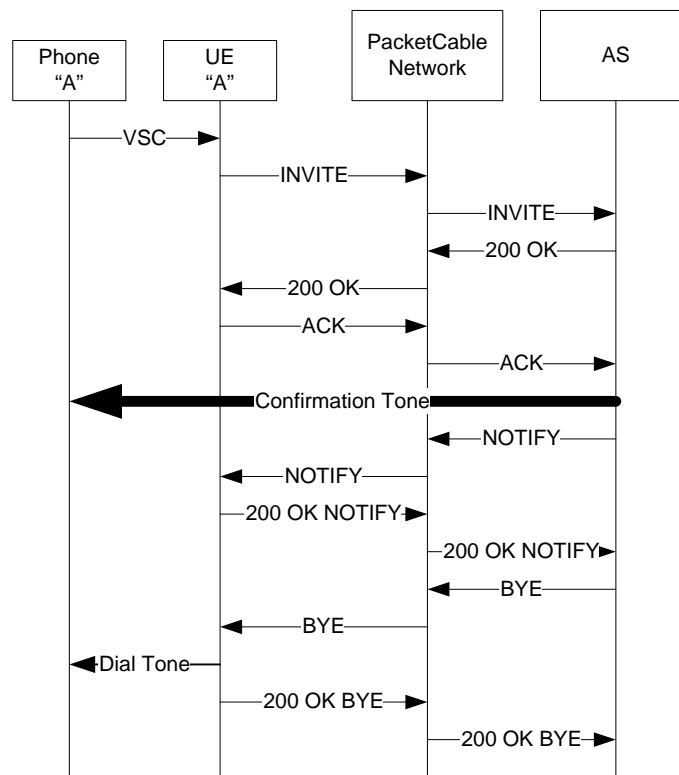 Phone
“A”
UE
“A”
PacketCable
Network
AS
VSC
INVITE
INVITE
200 OK
200 OK
ACK
ACK
Confirmation Tone
NOTIFY
NOTIFY
200 OK NOTIFY
200 OK NOTIFY
BYE
BYE
Dial Tone
200 OK BYE
200 OK BYE